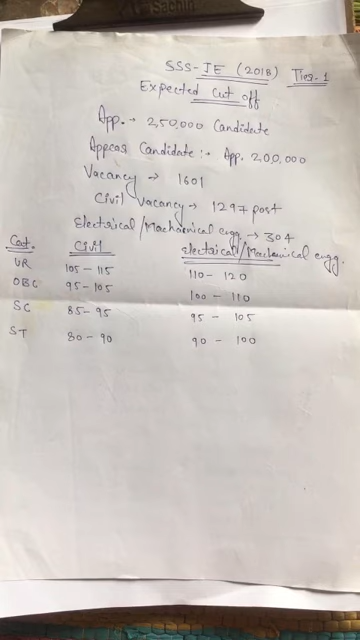 Sachin
SSS-JE (2018) Tier-1
Expected cut off
App. - 2,50,000 Candidate
Appear Candidate :- App. 2,00,000
Vacancy → 1601
Civil Vacancy → 1297 post
Electrical/Mechanical engg. → 304
Cat. Civil Electrical/Mechanical engg.
UR 105 - 115 110 - 120
OBC 95 - 105 100 - 110
SC 85 - 95 95 - 105
ST 80 - 90 90 - 100